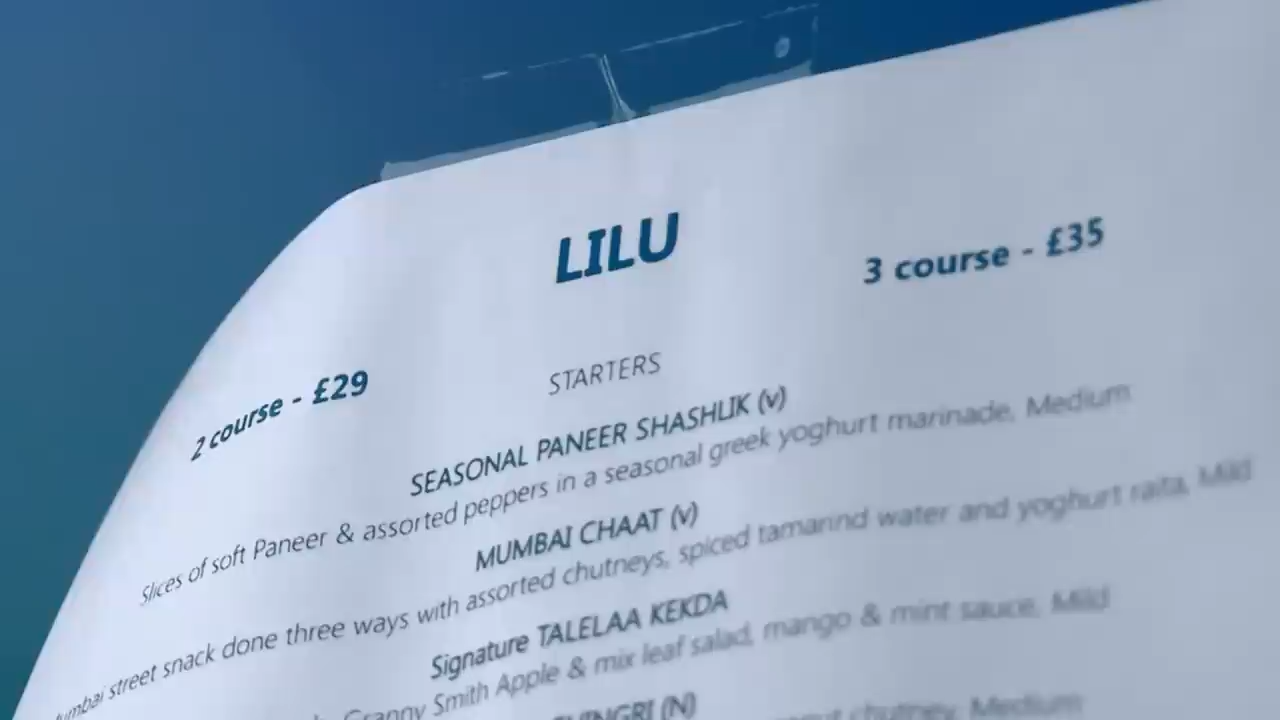 LILU
2 course - £29
3 course - £35
STARTERS
SEASONAL PANEER SHASHLIK (v)
Slices of soft Paneer & assorted peppers in a seasonal greek yoghurt marinade, Medium
MUMBAI CHAAT (v)
street snack done three ways with assorted chutneys, spiced tamarind water and yoghurt raita, Mild
Signature TALELAA KEKDA
Granny Smith Apple & mix leaf salad, mango & mint sauce, Mild
(N)
chutney, Medium